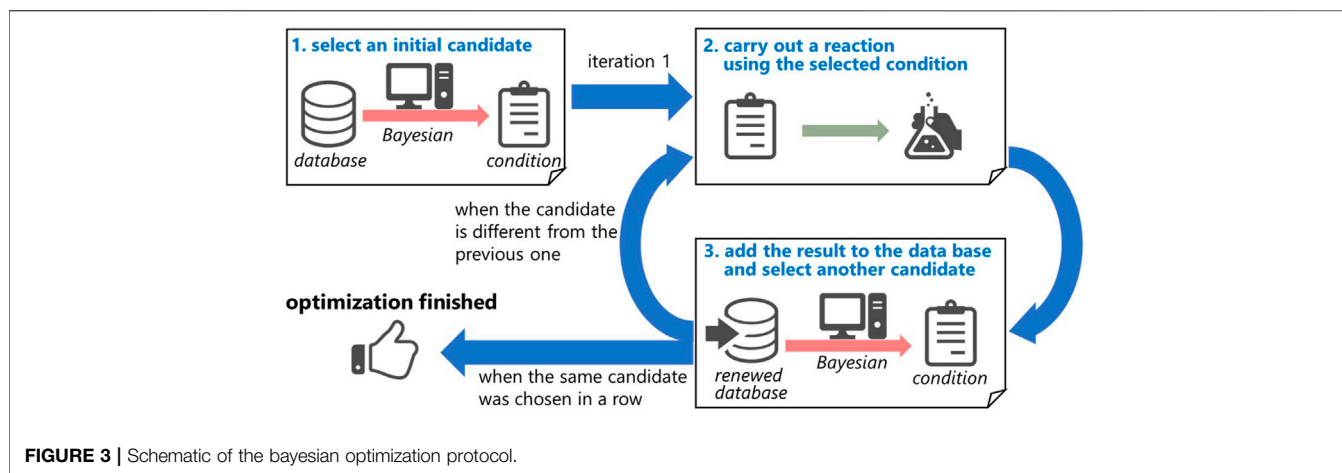 1. select an initial candidate
database
Bayesian
condition
iteration 1
2. carry out a reaction
using the selected condition
when the candidate
is different from the
previous one
3. add the result to the data base
and select another candidate
renewed
database
Bayesian
condition
optimization finished
when the same candidate
was chosen in a row
FIGURE 3 | Schematic of the bayesian optimization protocol.